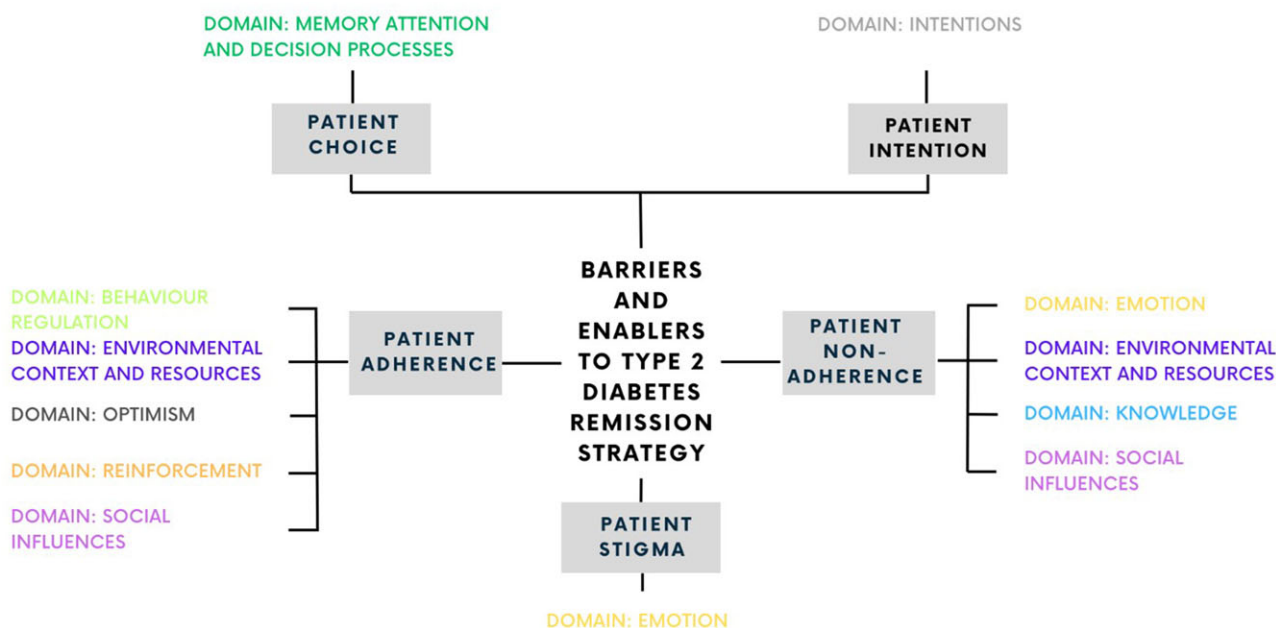 DOMAIN: MEMORY ATTENTION
AND DECISION PROCESSES
DOMAIN: INTENTIONS
PATIENT
CHOICE
PATIENT
INTENTION
BARRIERS
AND
ENABLERS
TO TYPE 2
DIABETES
REMISSION
STRATEGY
DOMAIN: BEHAVIOUR
REGULATION
DOMAIN: ENVIRONMENTAL
CONTEXT AND RESOURCES
DOMAIN: OPTIMISM
DOMAIN: REINFORCEMENT
DOMAIN: SOCIAL
INFLUENCES
PATIENT
ADHERENCE
PATIENT
NON-
ADHERENCE
DOMAIN: EMOTION
DOMAIN: ENVIRONMENTAL
CONTEXT AND RESOURCES
DOMAIN: KNOWLEDGE
DOMAIN: SOCIAL
INFLUENCES
PATIENT
STIGMA
DOMAIN: EMOTION